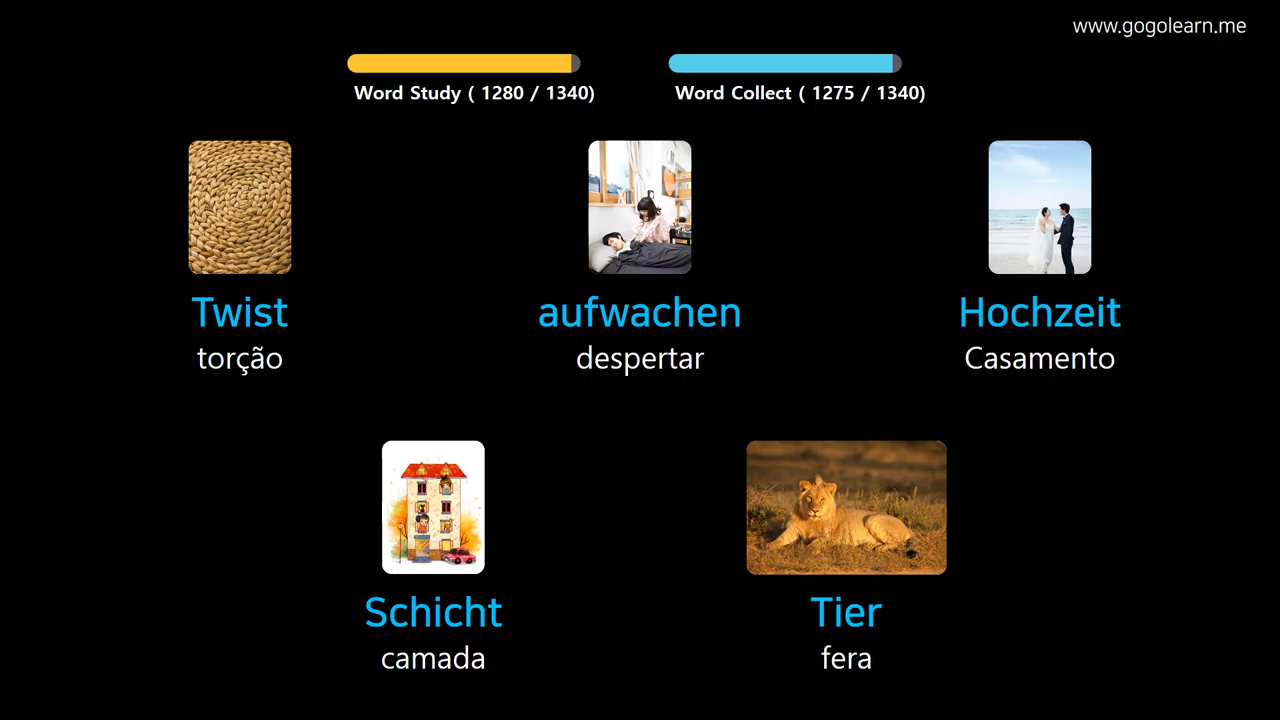 www.gogolearn.me
Word Study ( 1280 / 1340)
Word Collect ( 1275 / 1340)
Twist
torção
aufwachen
despertar
Hochzeit
Casamento
Schicht
camada
Tier
fera